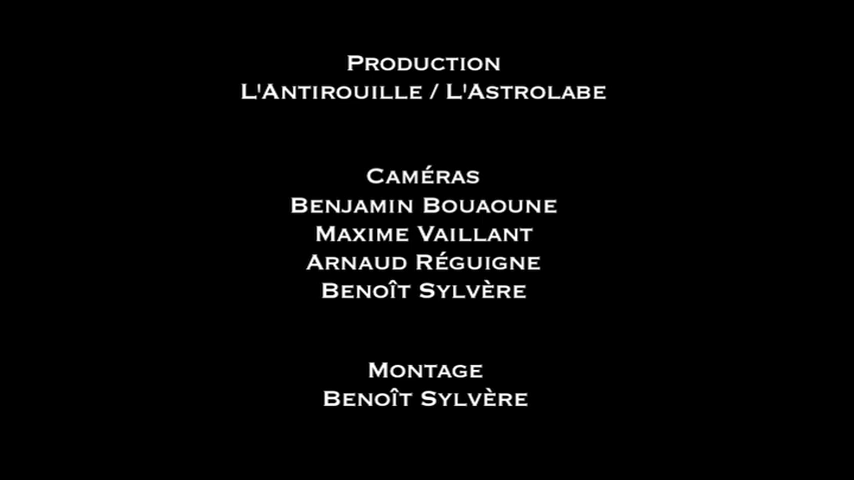 Production
L'Antirouille / L'Astrolabe
Caméras
Benjamin Bouaoune
Maxime Vaillant
Arnaud Réguigne
Benoît Sylvère
Montage
Benoît Sylvère